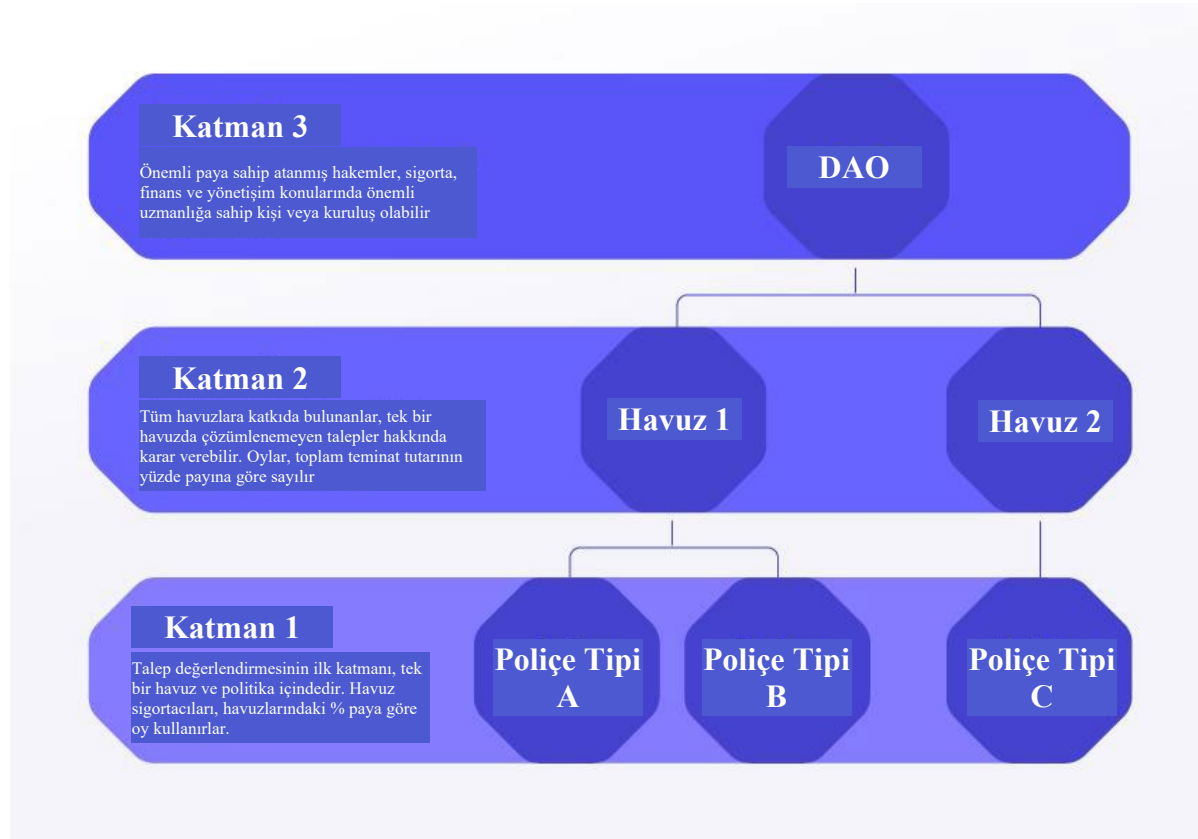 Katman 3
Önemli paya sahip atanmış hakemler, sigorta,
finans ve yönetişim konularında önemli
uzmanlığa sahip kişi veya kuruluş olabilir
DAO
Katman 2
Tüm havuzlara katkıda bulunanlar, tek bir
havuzda çözümlenemeyen talepler hakkında
karar verebilir. Oylar, toplam teminat tutarının
yüzde payına göre sayılır
Havuz 1
Havuz 2
Katman 1
Talep değerlendirmesinin ilk katmanı, tek
bir havuz ve politika içindedir. Havuz
sigortacıları, havuzlarındaki % paya göre
oy kullanırlar.
Poliçe Tipi
A
Poliçe Tipi
B
Poliçe Tipi
C